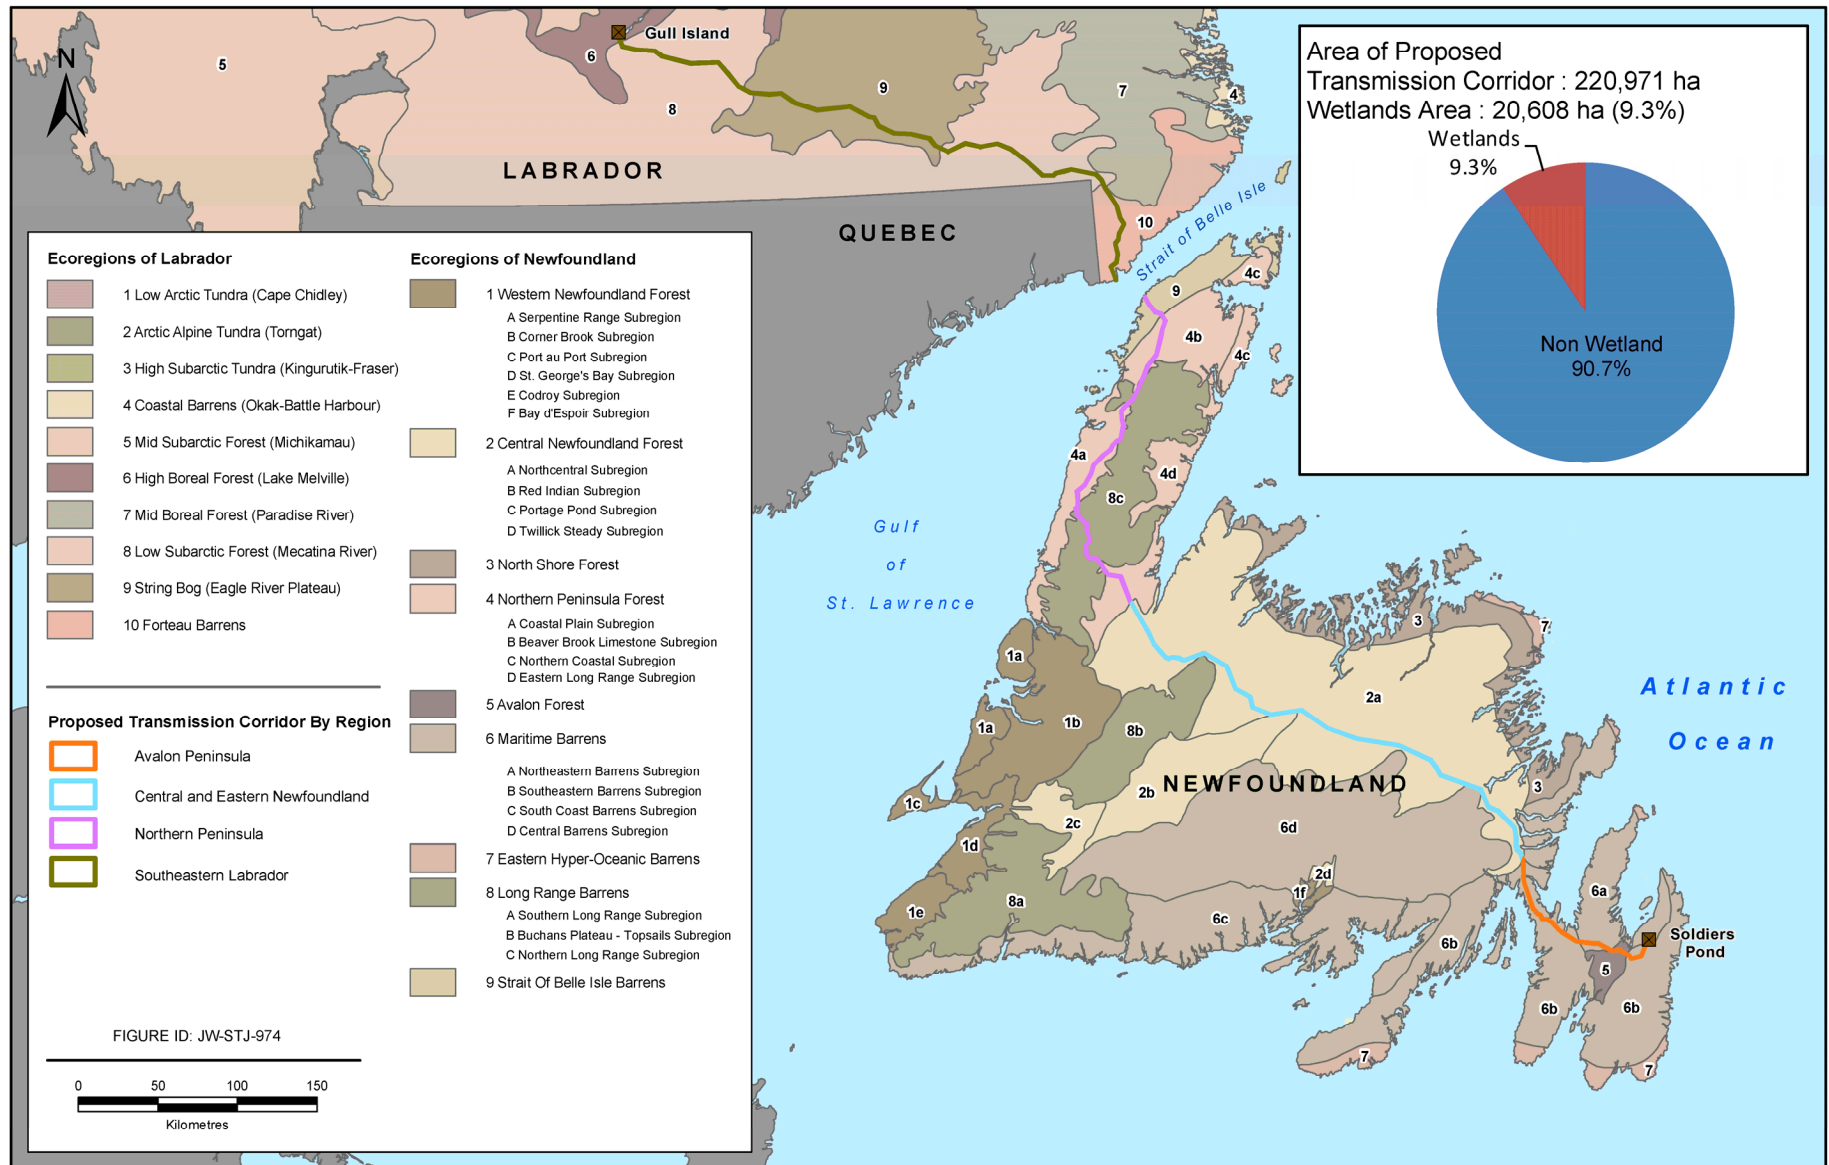 N
Gull Island
5
6
8
9
7
4
LABRADOR
QUEBEC
10
Strait of Belle Isle
Area of Proposed
Transmission Corridor : 220,971 ha
Wetlands Area : 20,608 ha (9.3%)
Wetlands
9.3%
Non Wetland
90.7%
Ecoregions of Labrador
1 Low Arctic Tundra (Cape Chidley)
2 Arctic Alpine Tundra (Torngat)
3 High Subarctic Tundra (Kingurutik-Fraser)
4 Coastal Barrens (Okak-Battle Harbour)
5 Mid Subarctic Forest (Michikamau)
6 High Boreal Forest (Lake Melville)
7 Mid Boreal Forest (Paradise River)
8 Low Subarctic Forest (Mecatina River)
9 String Bog (Eagle River Plateau)
10 Forteau Barrens
Proposed Transmission Corridor By Region
Avalon Peninsula
Central and Eastern Newfoundland
Northern Peninsula
Southeastern Labrador
FIGURE ID: JW-STJ-974
0 50 100 150
Kilometres
Ecoregions of Newfoundland
1 Western Newfoundland Forest
A Serpentine Range Subregion
B Corner Brook Subregion
C Port au Port Subregion
D St. George's Bay Subregion
E Codroy Subregion
F Bay d'Espoir Subregion
2 Central Newfoundland Forest
A Northcentral Subregion
B Red Indian Subregion
C Portage Pond Subregion
D Twillick Steady Subregion
3 North Shore Forest
4 Northern Peninsula Forest
A Coastal Plain Subregion
B Beaver Brook Limestone Subregion
C Northern Coastal Subregion
D Eastern Long Range Subregion
5 Avalon Forest
6 Maritime Barrens
A Northeastern Barrens Subregion
B Southeastern Barrens Subregion
C South Coast Barrens Subregion
D Central Barrens Subregion
7 Eastern Hyper-Oceanic Barrens
8 Long Range Barrens
A Southern Long Range Subregion
B Buchans Plateau - Topsails Subregion
C Northern Long Range Subregion
9 Strait Of Belle Isle Barrens
4c
9
4b
4c
4a
4d
8c
Gulf
of
St. Lawrence
3
7
1a
2a
Atlantic
Ocean
1a
1b
8b
NEWFOUNDLAND
3
2b
1c
2c
6d
1d
2d
1f
6a
8a
1e
6c
6b
Soldiers
Pond
5
6b
6b
7
7